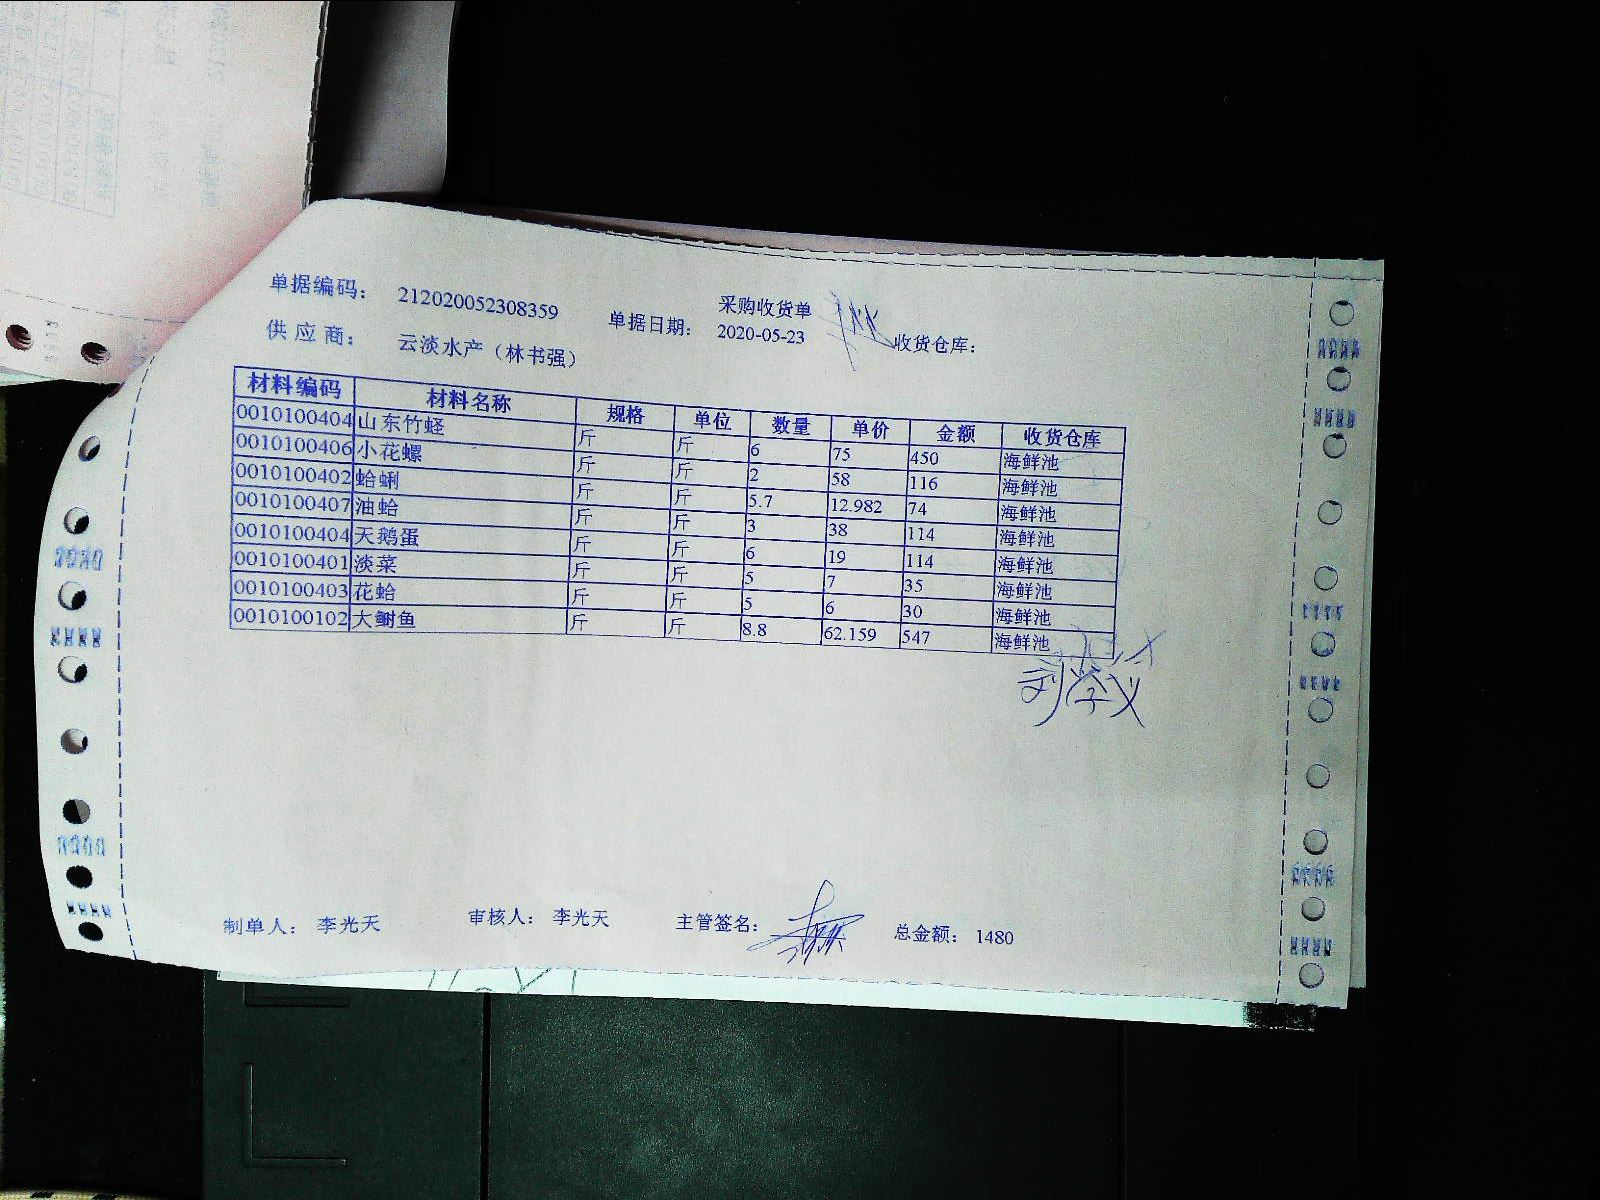 采购收货单
单据编码： 212020052308359 单据日期： 2020-05-23 收货仓库：
供 应 商： 云淡水产（林书强）
材料编码 材料名称 规格 单位 数量 单价 金额 收货仓库
0010100404 山东竹蛏 斤 斤 6 75 450 海鲜池
0010100406 小花螺 斤 斤 2 58 116 海鲜池
0010100402 蛤蜊 斤 斤 5.7 12.982 74 海鲜池
0010100407 油蛤 斤 斤 3 38 114 海鲜池
0010100404 天鹅蛋 斤 斤 6 19 114 海鲜池
0010100401 淡菜 斤 斤 5 7 35 海鲜池
0010100403 花蛤 斤 斤 5 6 30 海鲜池
0010100102 大鲋鱼 斤 斤 8.8 62.159 547 海鲜池
制单人： 李光天 审核人： 李光天 主管签名： 总金额： 1480